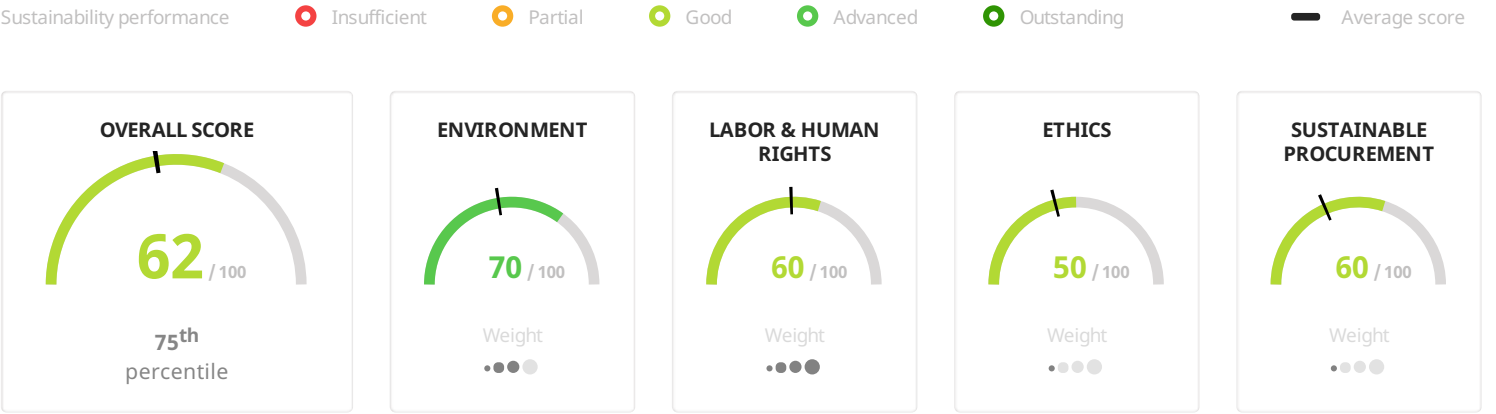 Sustainability performance Insufficient Partial Good Advanced Outstanding Average score
OVERALL SCORE
62 / 100
75th
percentile
ENVIRONMENT
70 / 100
Weight
LABOR & HUMAN
RIGHTS
60 / 100
Weight
ETHICS
50 / 100
Weight
SUSTAINABLE
PROCUREMENT
60 / 100
Weight